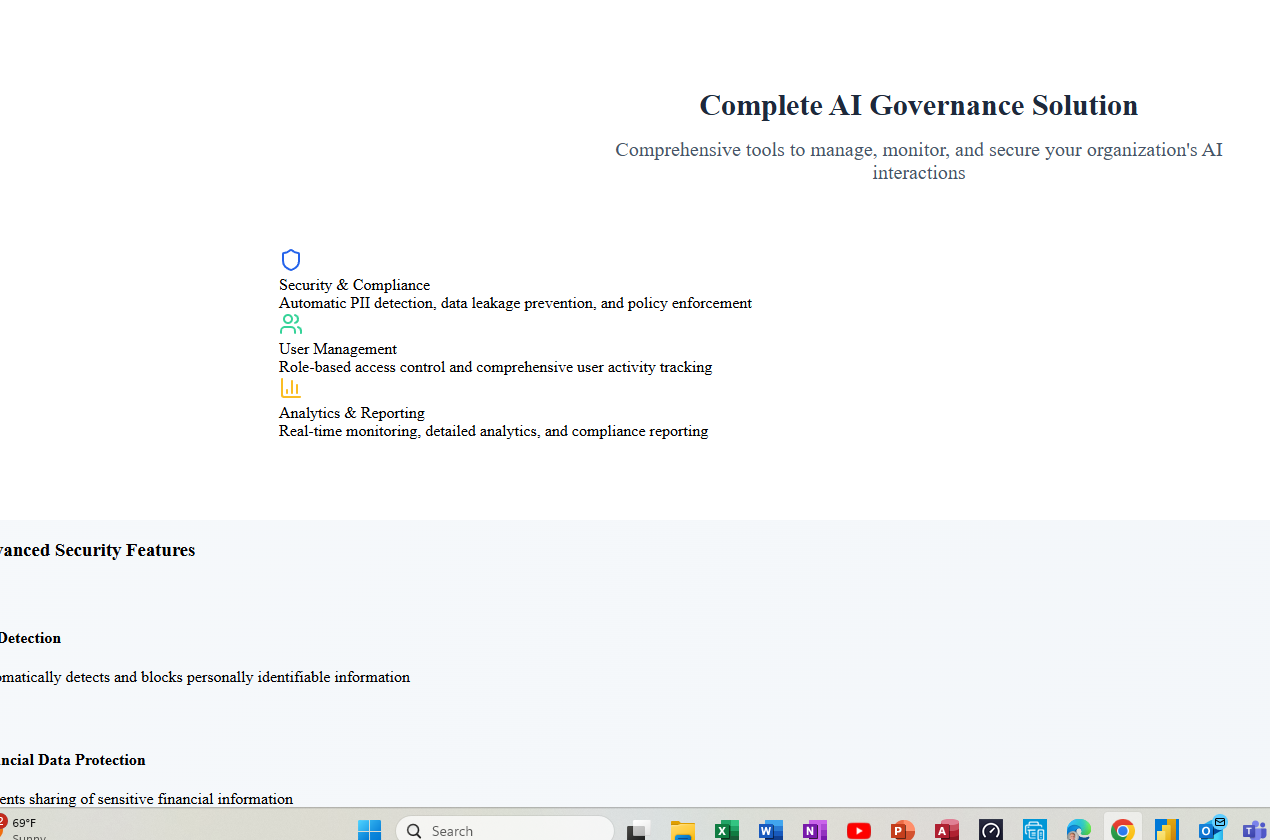 Complete AI Governance Solution
Comprehensive tools to manage, monitor, and secure your organization's AI
interactions
Security & Compliance
Automatic PII detection, data leakage prevention, and policy enforcement
User Management
Role-based access control and comprehensive user activity tracking
Analytics & Reporting
Real-time monitoring, detailed analytics, and compliance reporting
vanced Security Features
Detection
omatically detects and blocks personally identifiable information
ncial Data Protection
ents sharing of sensitive financial information
2
69°F
Sunny
Search